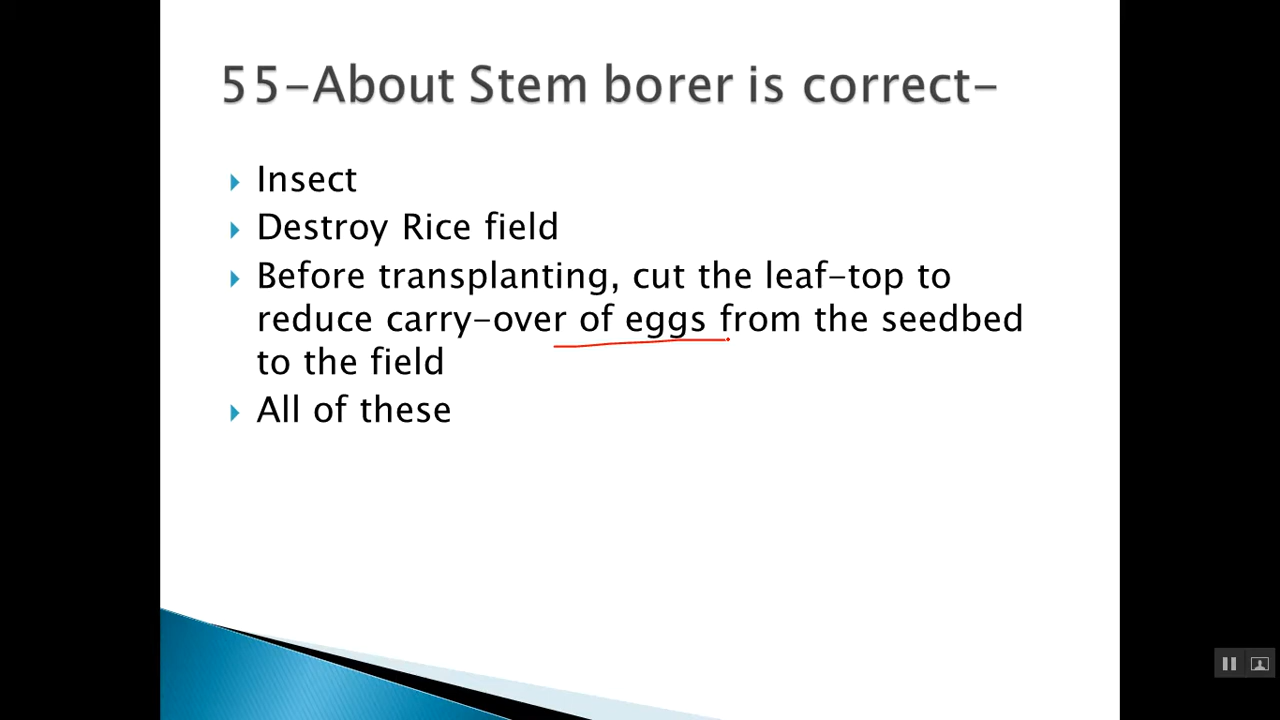 55-About Stem borer is correct-
Insect
Destroy Rice field
Before transplanting, cut the leaf-top to
reduce carry-over of eggs from the seedbed
to the field
All of these